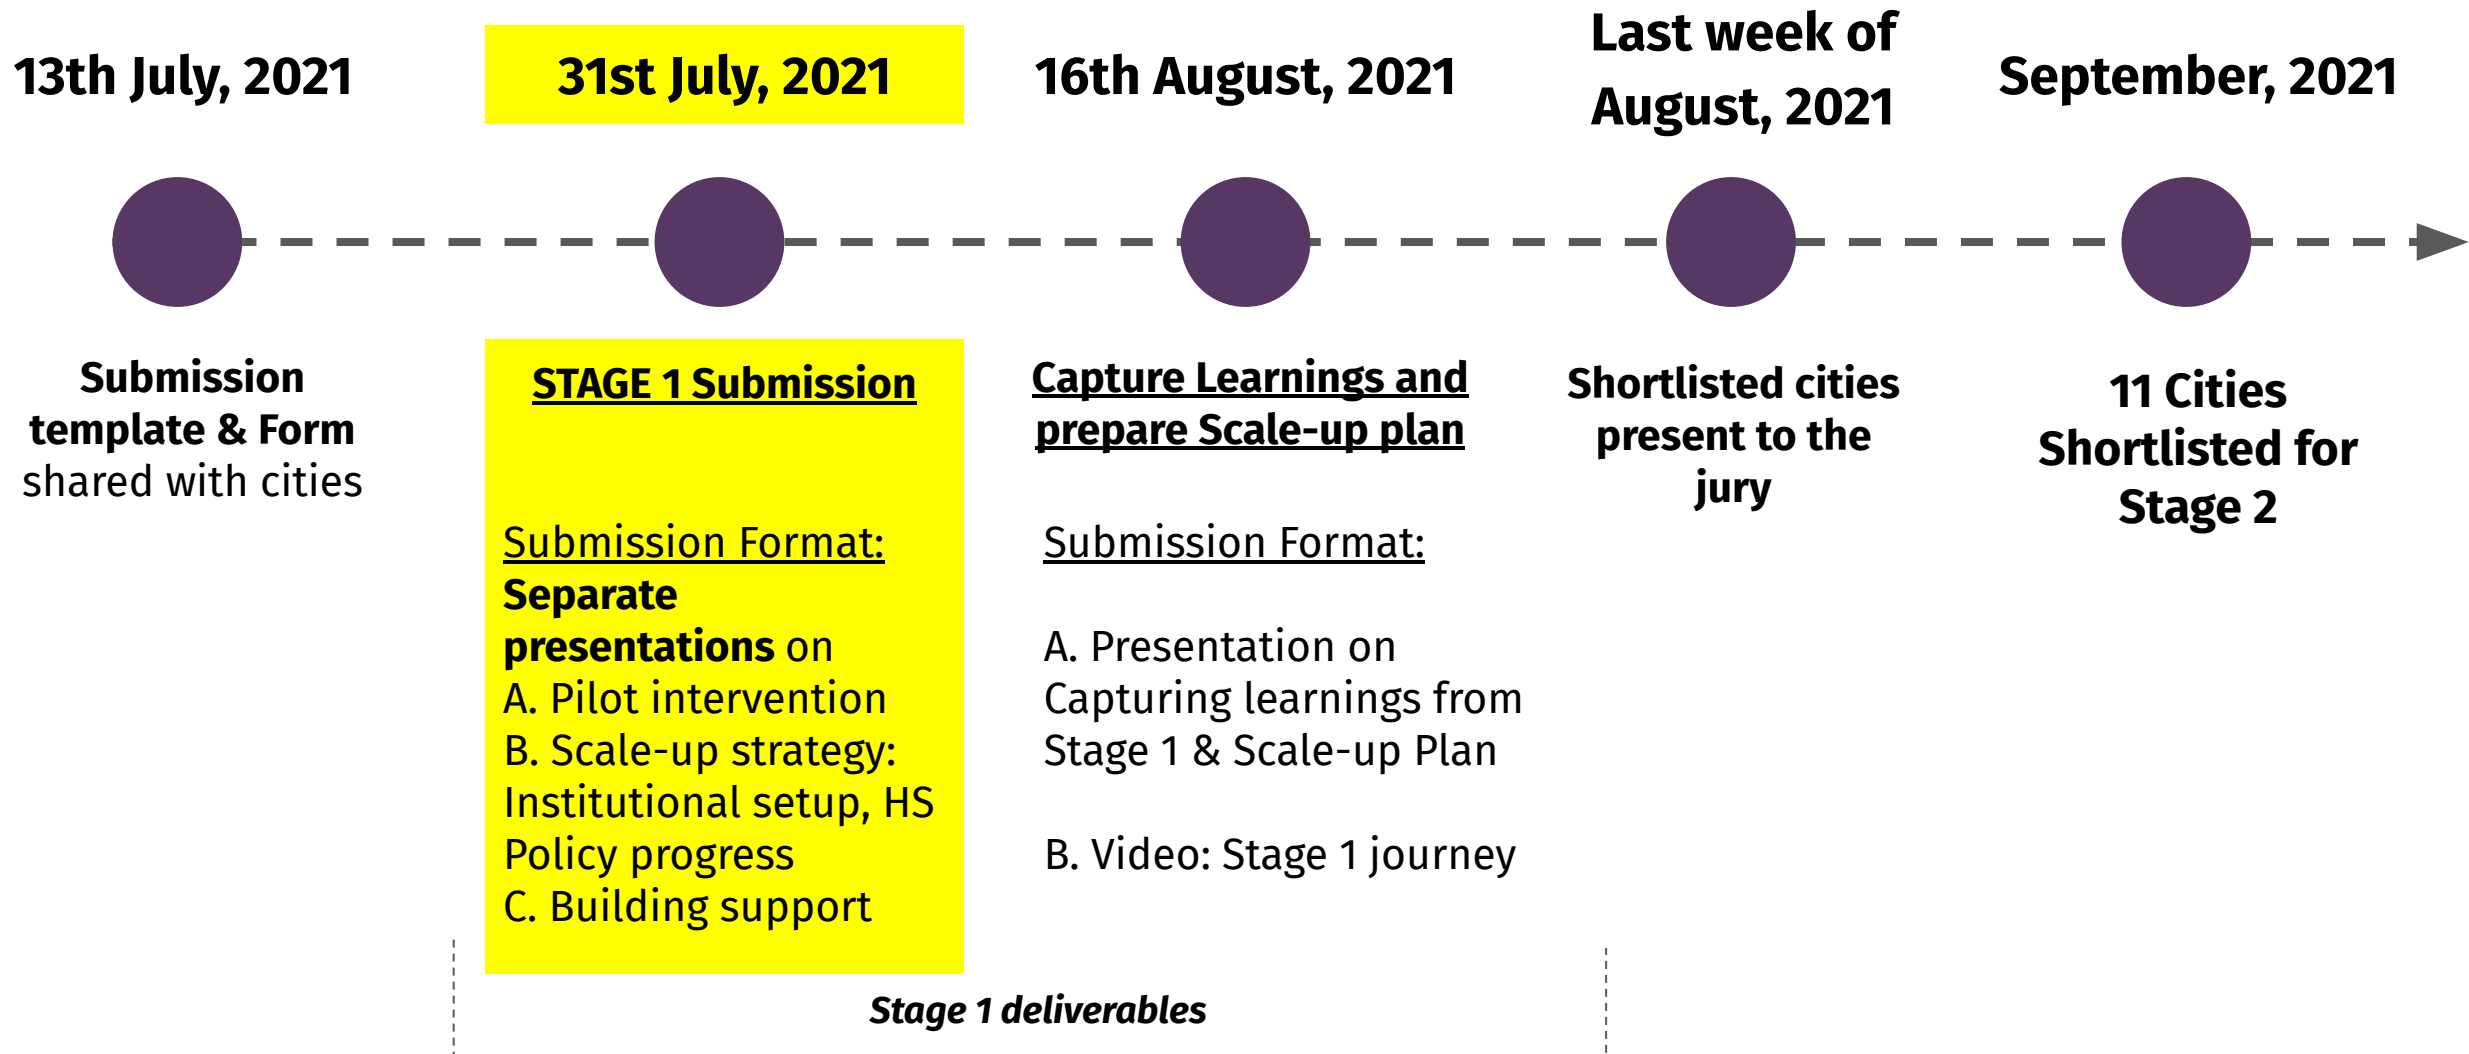 13th July, 2021
31st July, 2021
16th August, 2021
Last week of
August, 2021
September, 2021
Submission
template & Form
shared with cities
STAGE 1 Submission
Submission Format:
Separate
presentations on
A. Pilot intervention
B. Scale-up strategy:
Institutional setup, HS
Policy progress
C. Building support
Capture Learnings and
prepare Scale-up plan
Submission Format:
A. Presentation on
Capturing learnings from
Stage 1 & Scale-up Plan
B. Video: Stage 1 journey
Shortlisted cities
present to the
jury
11 Cities
Shortlisted for
Stage 2
Stage 1 deliverables